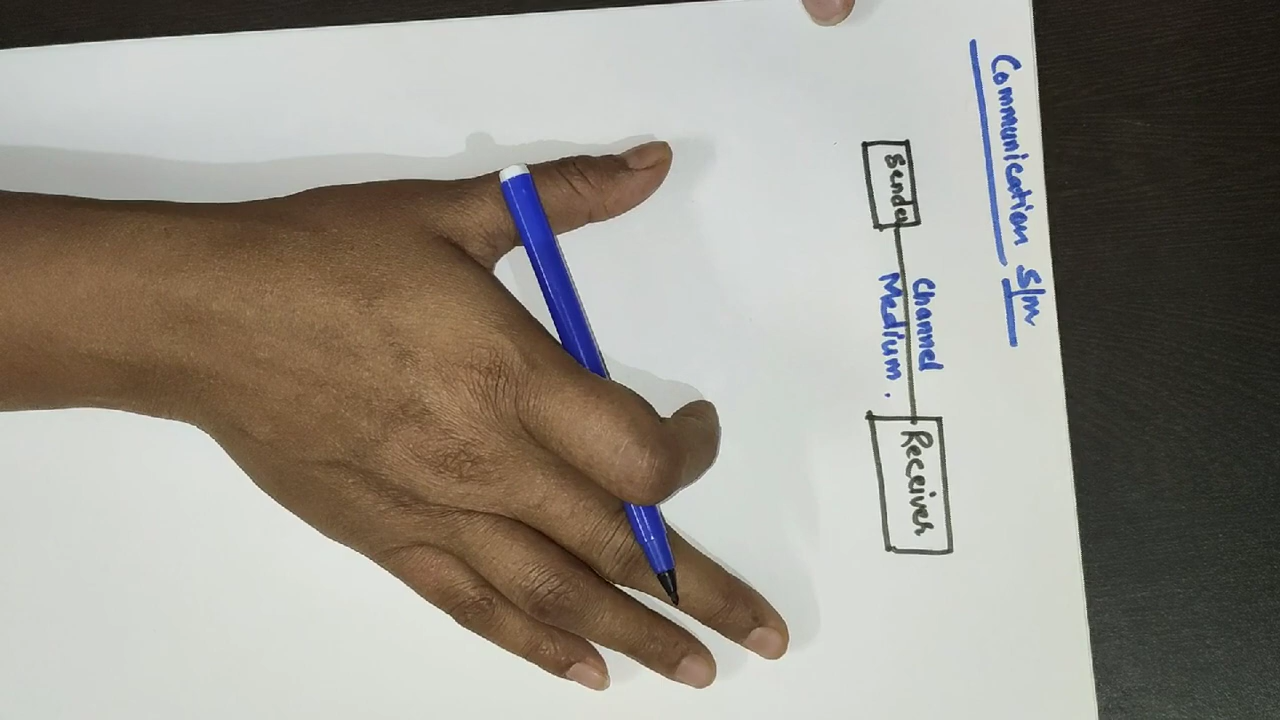 Communication S/m
Sender
Channel
Medium.
Receiver